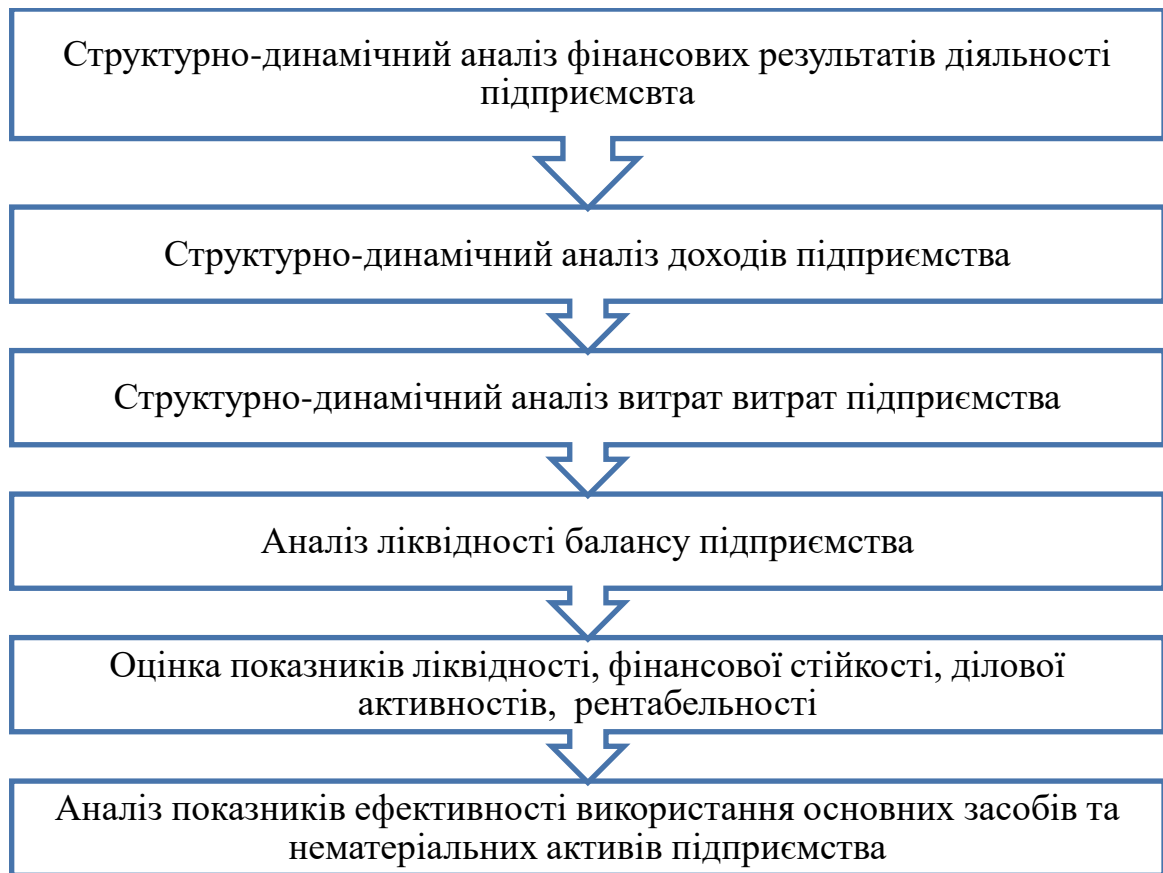 Структурно-динамічний аналіз фінансових результатів діяльності
підприємсвта
Структурно-динамічний аналіз доходів підприємства
Структурно-динамічний аналіз витрат витрат підприємства
Аналіз ліквідності балансу підприємства
Оцінка показників ліквідності, фінансової стійкості, ділової
активностів,  рентабельності
Аналіз показників ефективності використання основних засобів та
нематеріальних активів підприємства